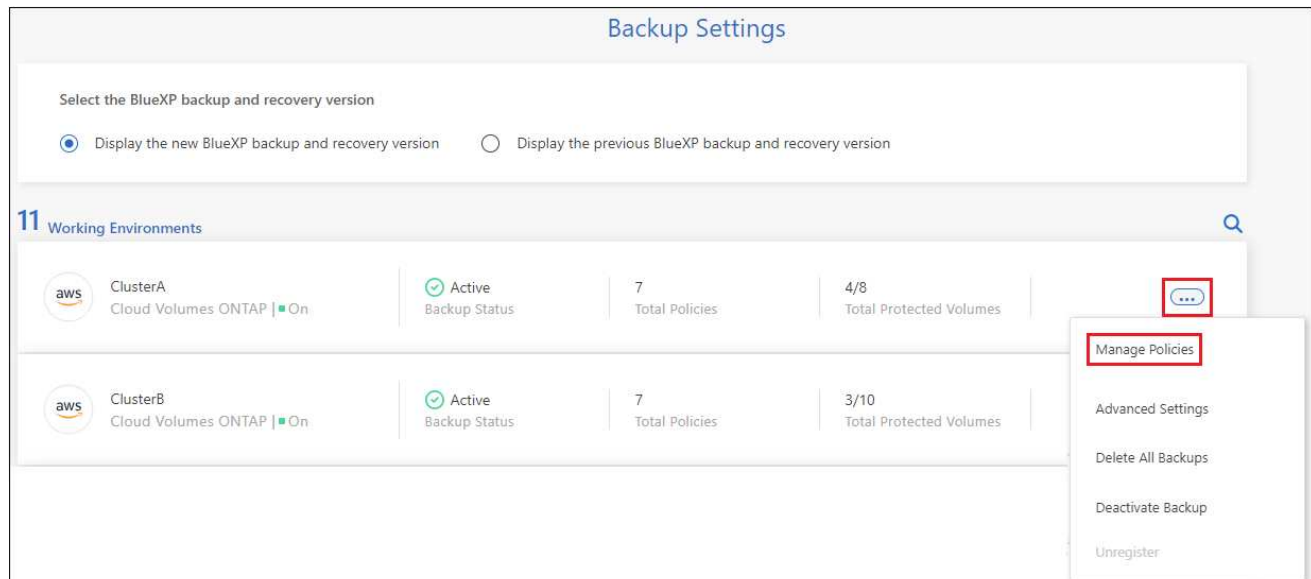 Backup Settings
Select the BlueXP backup and recovery version
Display the new BlueXP backup and recovery version Display the previous BlueXP backup and recovery version
11 Working Environments
aws ClusterA Active 7 4/8 ...
Cloud Volumes ONTAP | On Backup Status Total Policies Total Protected Volumes
Manage Policies
aws ClusterB Active 7 3/10
Cloud Volumes ONTAP | On Backup Status Total Policies Total Protected Volumes
Advanced Settings
Delete All Backups
Deactivate Backup
Unregister